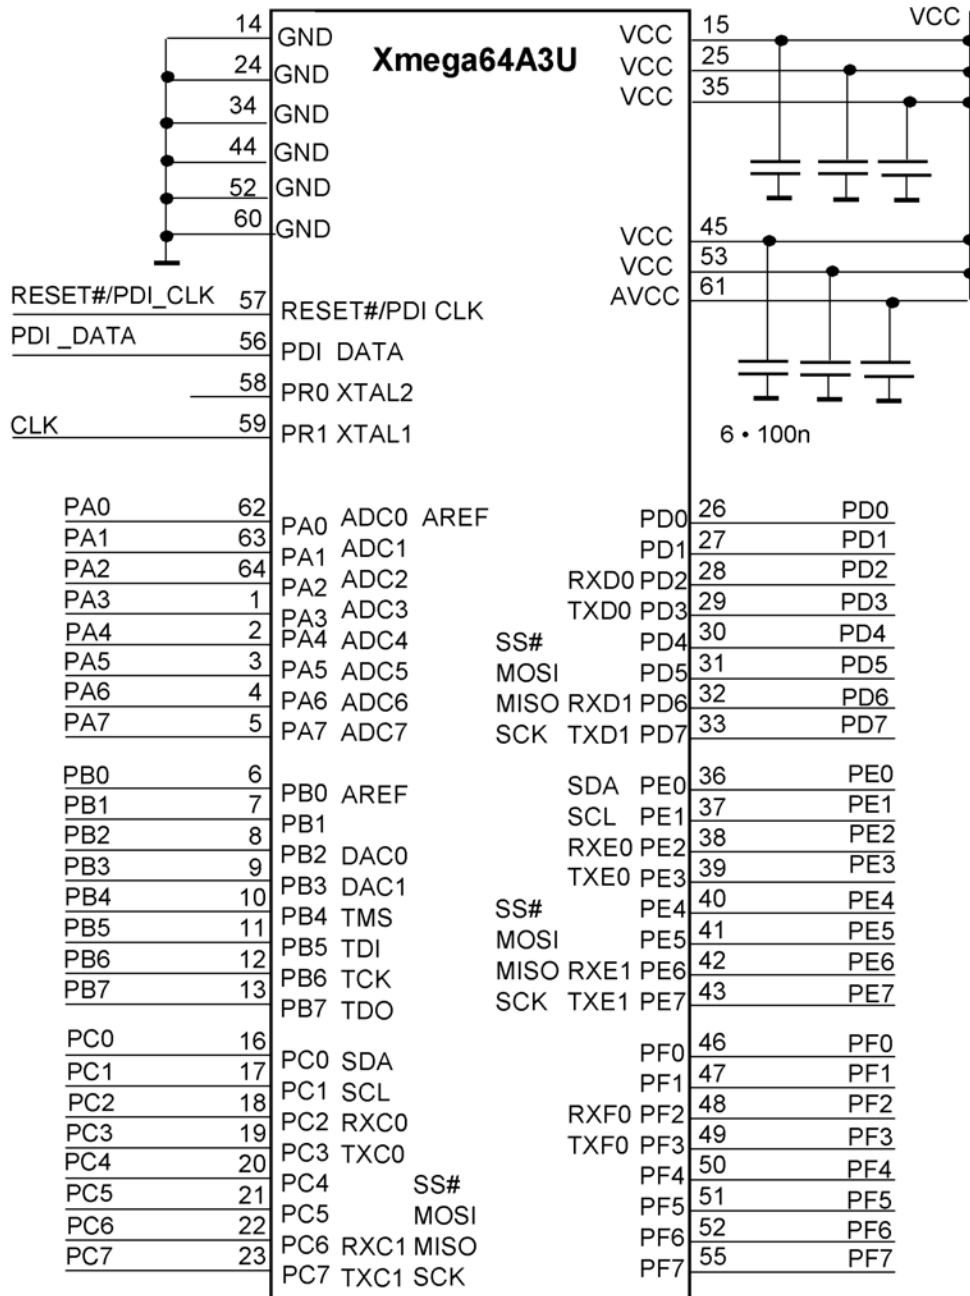 VCC
Xmega64A3U
14 GND VCC 15
24 GND VCC 25
34 GND VCC 35
44 GND
52 GND
60 GND
VCC 45
VCC 53
AVCC 61
RESET#/PDI_CLK 57 RESET#/PDI CLK
PDI _DATA 56 PDI DATA
58 PR0 XTAL2
CLK 59 PR1 XTAL1
6 • 100n
PA0 62 PA0 ADC0 AREF PD0 26 PD0
PA1 63 PA1 ADC1 PD1 27 PD1
PA2 64 PA2 ADC2 RXD0 PD2 28 PD2
PA3 1 PA3 ADC3 TXD0 PD3 29 PD3
PA4 2 PA4 ADC4 SS# PD4 30 PD4
PA5 3 PA5 ADC5 MOSI PD5 31 PD5
PA6 4 PA6 ADC6 MISO RXD1 PD6 32 PD6
PA7 5 PA7 ADC7 SCK TXD1 PD7 33 PD7
PB0 6 PB0 AREF SDA PE0 36 PE0
PB1 7 PB1 SCL PE1 37 PE1
PB2 8 PB2 DAC0 RXE0 PE2 38 PE2
PB3 9 PB3 DAC1 TXE0 PE3 39 PE3
PB4 10 PB4 TMS SS# PE4 40 PE4
PB5 11 PB5 TDI MOSI PE5 41 PE5
PB6 12 PB6 TCK MISO RXE1 PE6 42 PE6
PB7 13 PB7 TDO SCK TXE1 PE7 43 PE7
PC0 16 PC0 SDA PF0 46 PF0
PC1 17 PC1 SCL PF1 47 PF1
PC2 18 PC2 RXC0 RXF0 PF2 48 PF2
PC3 19 PC3 TXC0 TXF0 PF3 49 PF3
PC4 20 PC4 SS# PF4 50 PF4
PC5 21 PC5 MOSI PF5 51 PF5
PC6 22 PC6 RXC1 MISO PF6 52 PF6
PC7 23 PC7 TXC1 SCK PF7 55 PF7